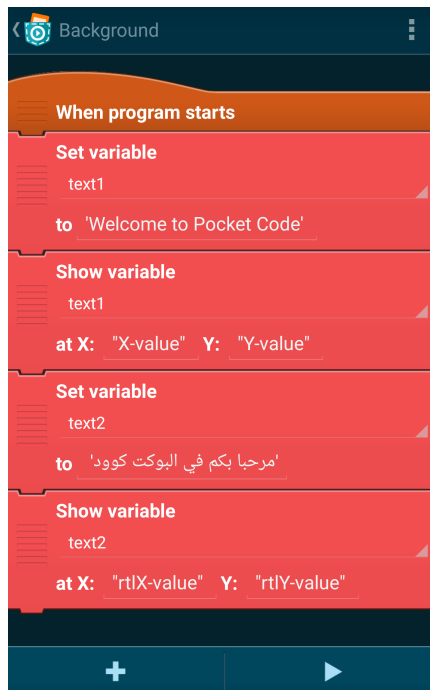 Background
When program starts
Set variable
text1
to 'Welcome to Pocket Code'
Show variable
text1
at X: "X-value" Y: "Y-value"
Set variable
text2
to 'مرحبا بكم في البوكت كوود'
Show variable
text2
at X: "rtlX-value" Y: "rtlY-value"